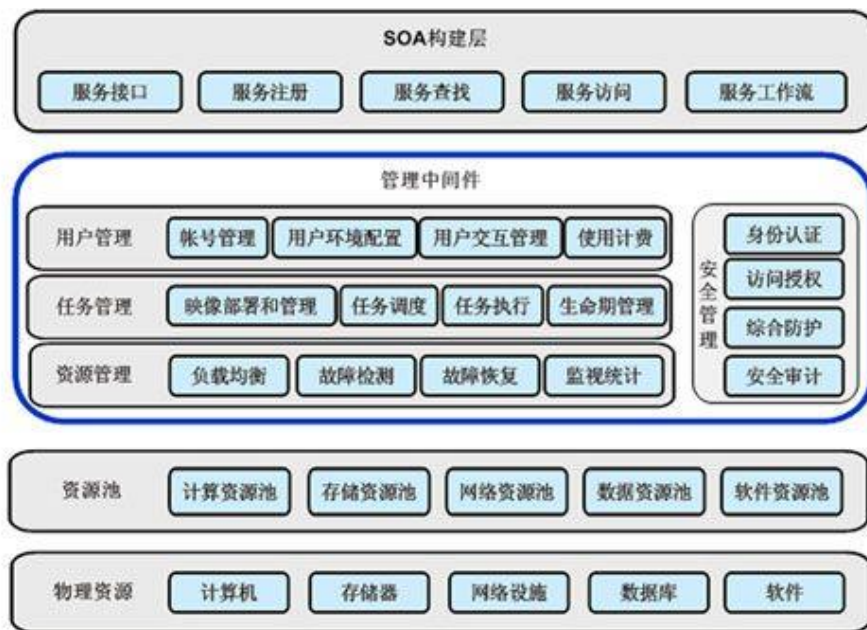 SOA构建层
服务接口 服务注册 服务查找 服务访问 服务工作流
管理中间件
用户管理 帐号管理 用户环境配置 用户交互管理 使用计费
任务管理 映像部署和管理 任务调度 任务执行 生命期管理
资源管理 负载均衡 故障检测 故障恢复 监视统计
安全管理
身份认证
访问授权
综合防护
安全审计
资源池 计算资源池 存储资源池 网络资源池 数据资源池 软件资源池
物理资源 计算机 存储器 网络设施 数据库 软件